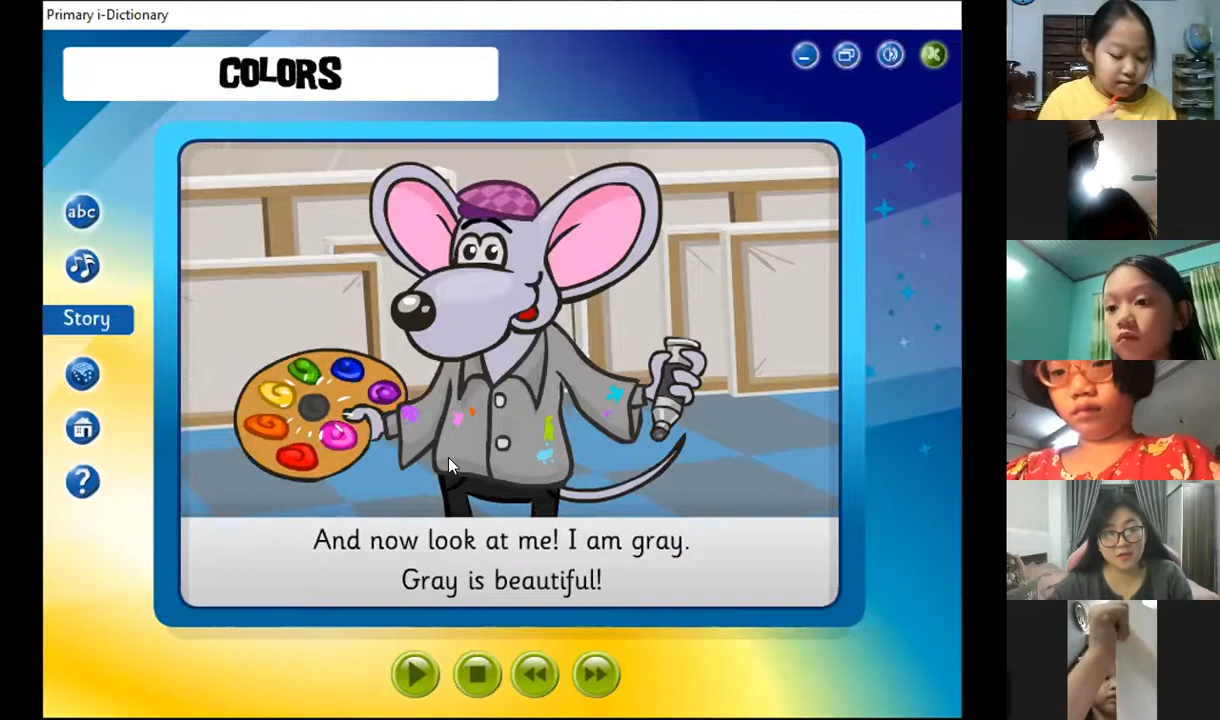 Primary i-Dictionary
COLORS
abc
Story
?
And now look at me! I am gray.
Gray is beautiful!